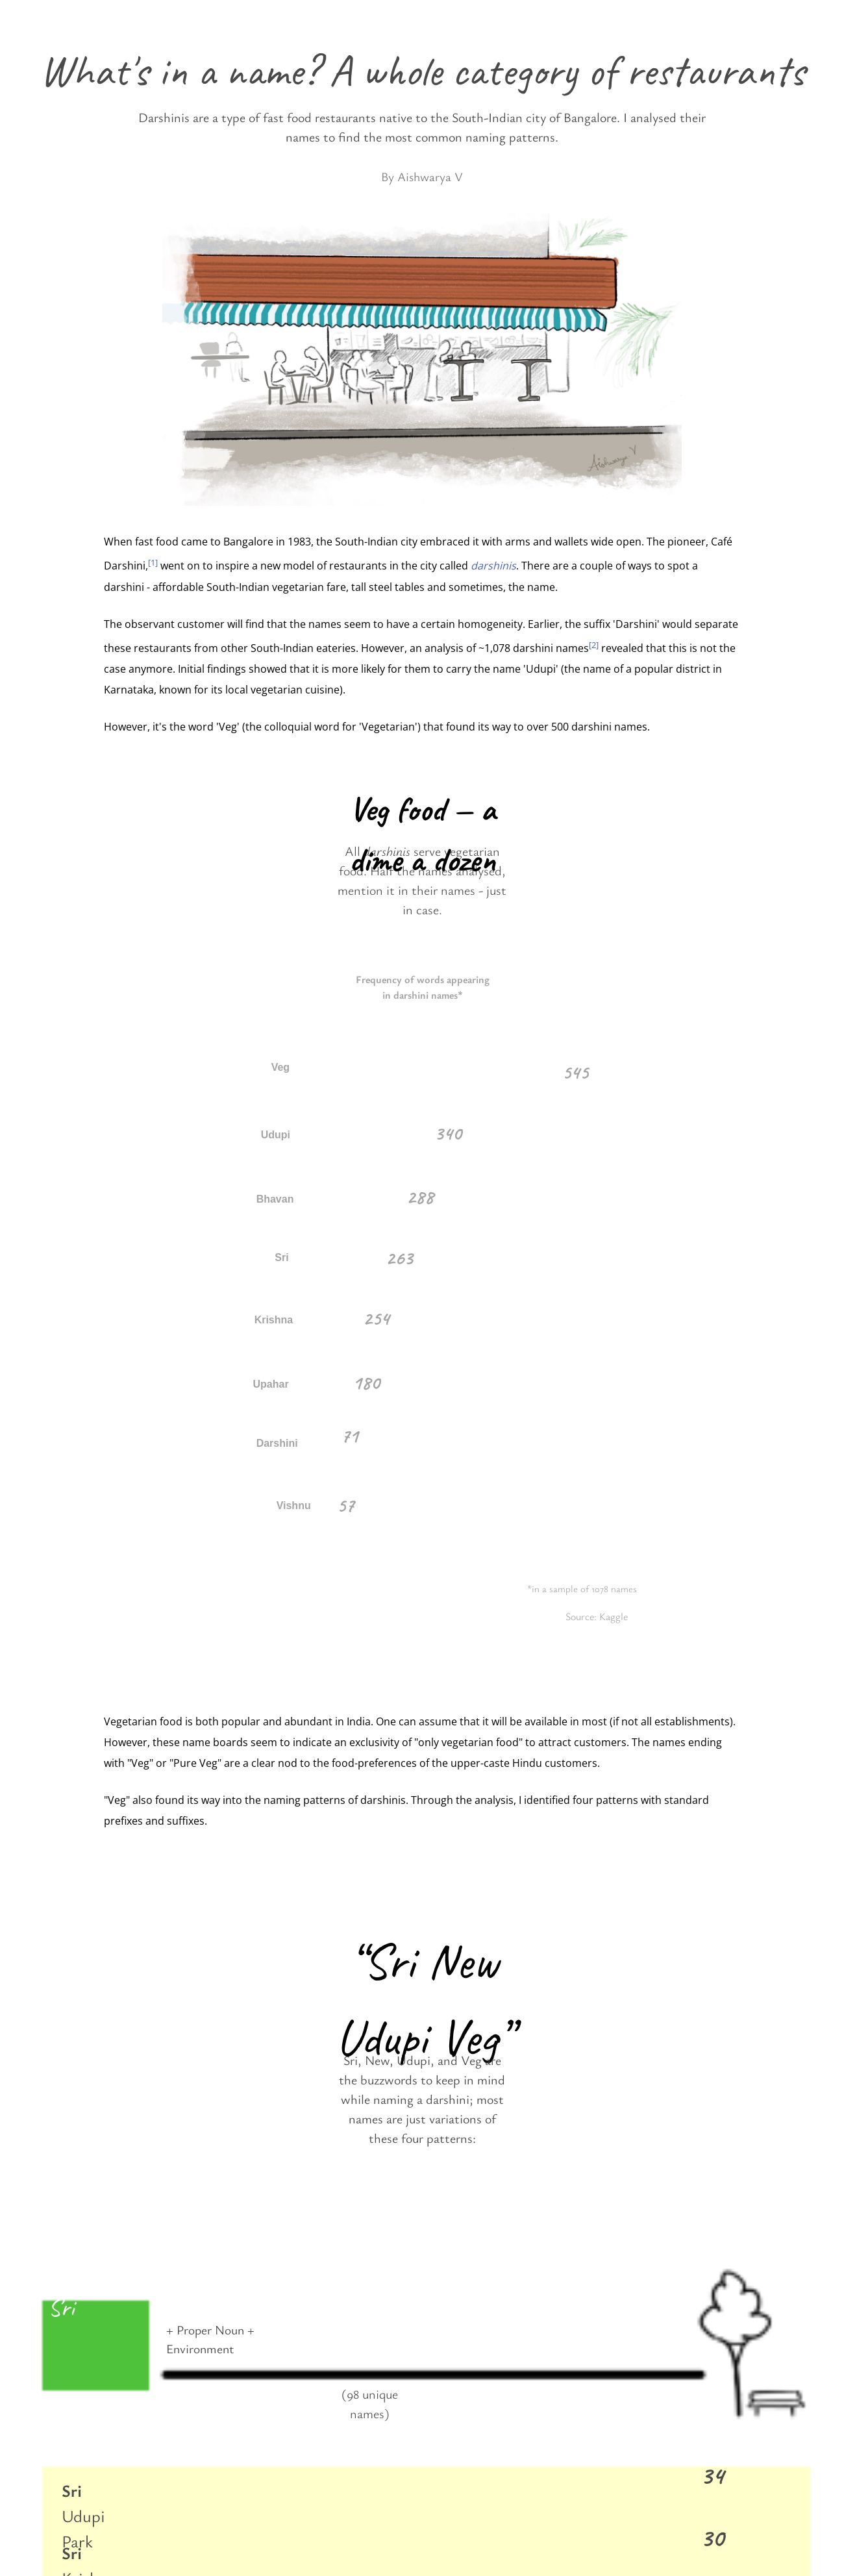 What's in a name? A whole category of restaurants
Darshinis are a type of fast food restaurants native to the South-Indian city of Bangalore. I analysed their
names to find the most common naming patterns.
By Aishwarya V
Aishwarya V
When fast food came to Bangalore in 1983, the South-Indian city embraced it with arms and wallets wide open. The pioneer, Café
Darshini,[1] went on to inspire a new model of restaurants in the city called darshinis. There are a couple of ways to spot a
darshini - affordable South-Indian vegetarian fare, tall steel tables and sometimes, the name.
The observant customer will find that the names seem to have a certain homogeneity. Earlier, the suffix 'Darshini' would separate
these restaurants from other South-Indian eateries. However, an analysis of ~1,078 darshini names[2] revealed that this is not the
case anymore. Initial findings showed that it is more likely for them to carry the name 'Udupi' (the name of a popular district in
Karnataka, known for its local vegetarian cuisine).
However, it's the word 'Veg' (the colloquial word for 'Vegetarian') that found its way to over 500 darshini names.
Veg food – a
dime a dozen
All darshinis serve vegetarian
food. Half the names analysed,
mention it in their names - just
in case.
Frequency of words appearing
in darshini names*
Veg 545
Udupi 340
Bhavan 288
Sri 263
Krishna 254
Upahar 180
Darshini 71
Vishnu 57
*in a sample of 1078 names
Source: Kaggle
Vegetarian food is both popular and abundant in India. One can assume that it will be available in most (if not all establishments).
However, these name boards seem to indicate an exclusivity of "only vegetarian food" to attract customers. The names ending
with "Veg" or "Pure Veg" are a clear nod to the food-preferences of the upper-caste Hindu customers.
"Veg" also found its way into the naming patterns of darshinis. Through the analysis, I identified four patterns with standard
prefixes and suffixes.
“Sri New
Udupi Veg”
Sri, New, Udupi, and Veg are
the buzzwords to keep in mind
while naming a darshini; most
names are just variations of
these four patterns:
Sri
+ Proper Noun +
Environment
(98 unique
names)
34
Sri
Udupi
Park
30
Sri